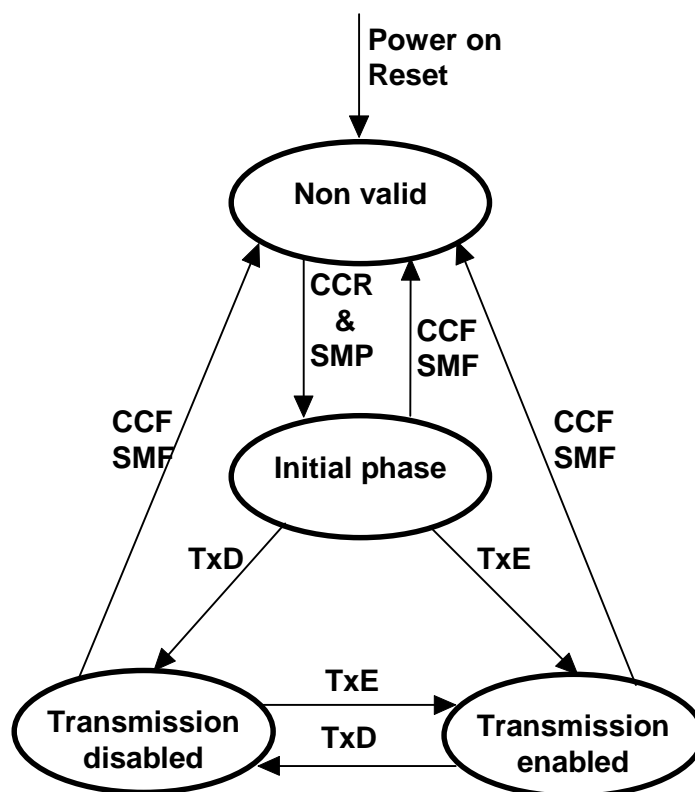 Power on
Reset
Non valid
CCR
&
SMP
CCF
SMF
CCF
SMF
CCF
SMF
Initial phase
TxD
TxE
TxE
Transmission
disabled
TxD
Transmission
enabled